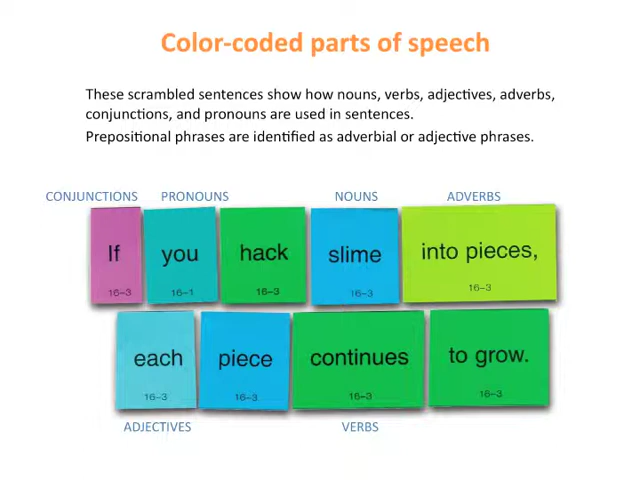 Color-coded parts of speech
These scrambled sentences show how nouns, verbs, adjectives, adverbs,
conjunctions, and pronouns are used in sentences.
Prepositional phrases are identified as adverbial or adjective phrases.
CONJUNCTIONS PRONOUNS NOUNS ADVERBS
If you hack slime into pieces,
16-3 16-1 16-3 16-3 16-3
each piece continues to grow.
16-3 16-3 16-3 16-3
ADJECTIVES VERBS